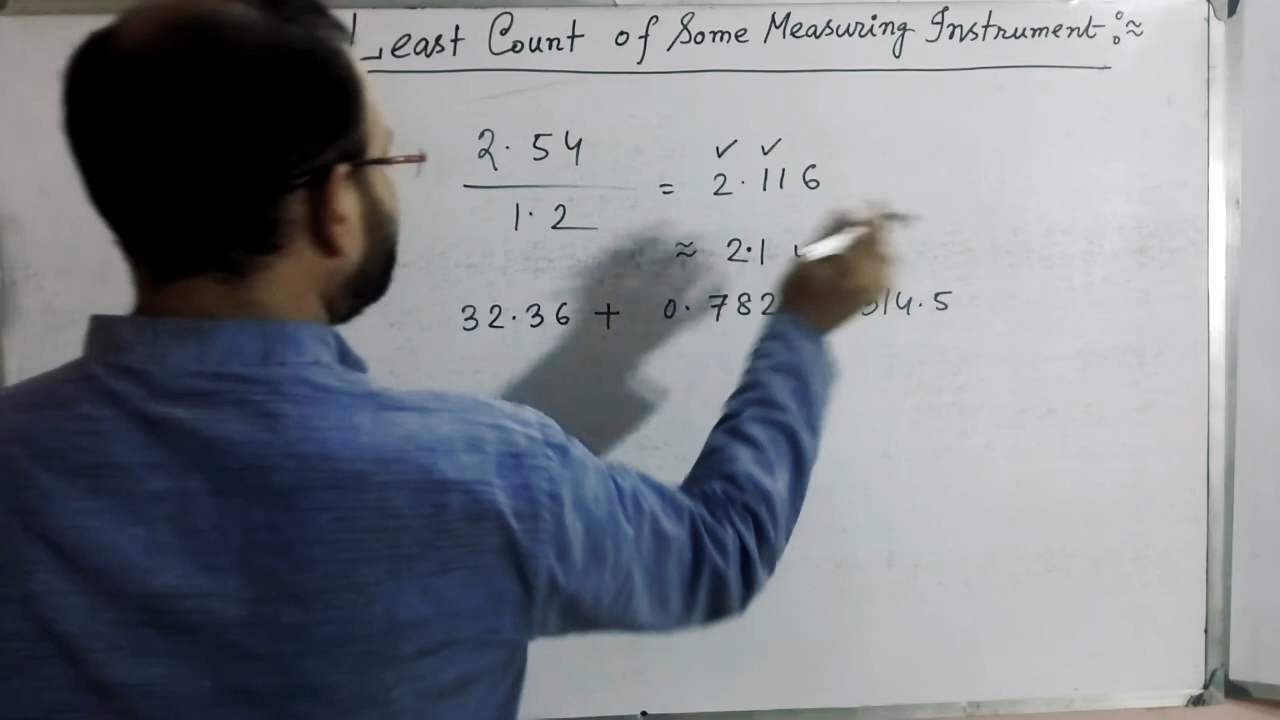 Least Count of Some Measuring Instrument :≈
2.54
1.2
= 2.116
≈ 2.1
32.36 + 0.782 314.5